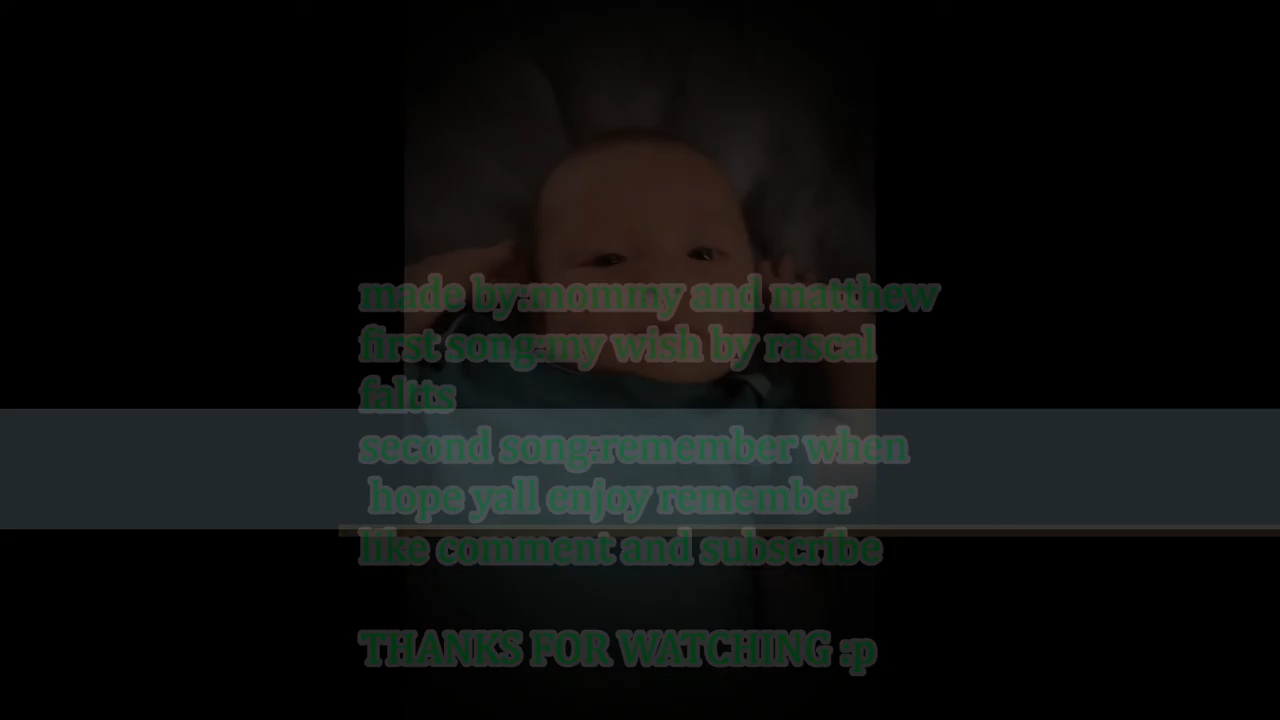 made by:mommy and matthew
first song:my wish by rascal
faltts
second song:remember when
hope yall enjoy remember
like comment and subscribe
THANKS FOR WATCHING :p